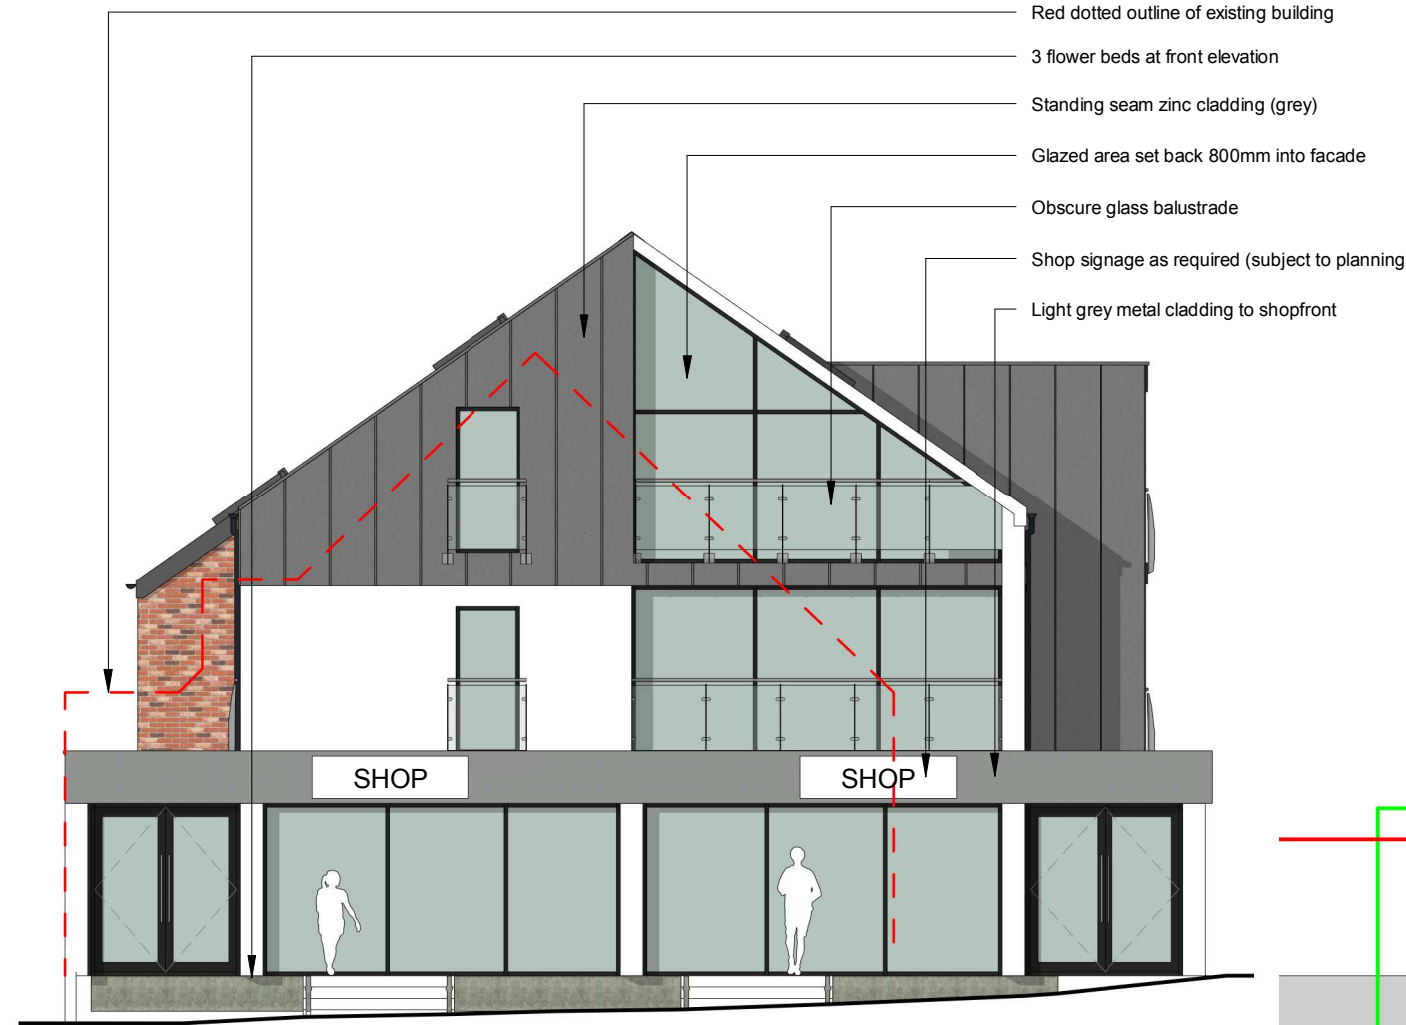 Red dotted outline of existing building
3 flower beds at front elevation
Standing seam zinc cladding (grey)
Glazed area set back 800mm into facade
Obscure glass balustrade
Shop signage as required (subject to planning
Light grey metal cladding to shopfront
SHOP
SHOP